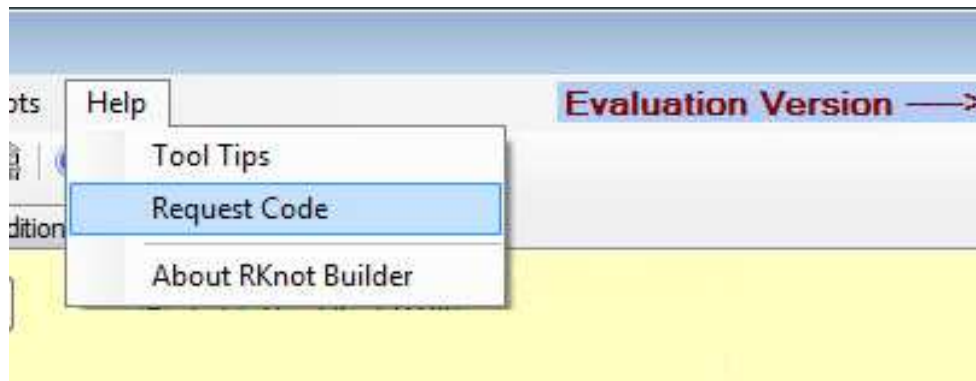 Help
Evaluation Version
Tool Tips
Request Code
About RKnot Builder